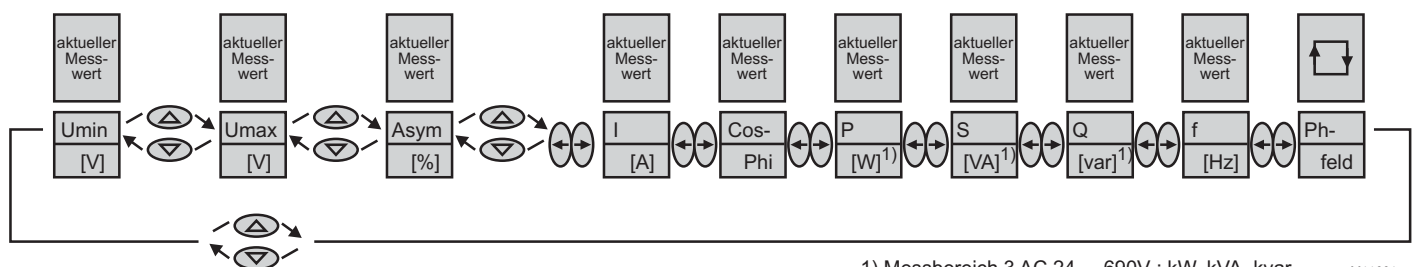 aktueller
Mess-
wert
aktueller
Mess-
wert
aktueller
Mess-
wert
aktueller
Mess-
wert
aktueller
Mess-
wert
aktueller
Mess-
wert
aktueller
Mess-
wert
aktueller
Mess-
wert
aktueller
Mess-
wert
Umin
[V]
Umax
[V]
Asym
[%]
I
[A]
Cos-
Phi
P
[W]1)
S
[VA]1)
Q
[var]1)
f
[Hz]
Ph-
feld
1) Messbereich 3 AC 24 ... 690V : kW, kVA, kvar